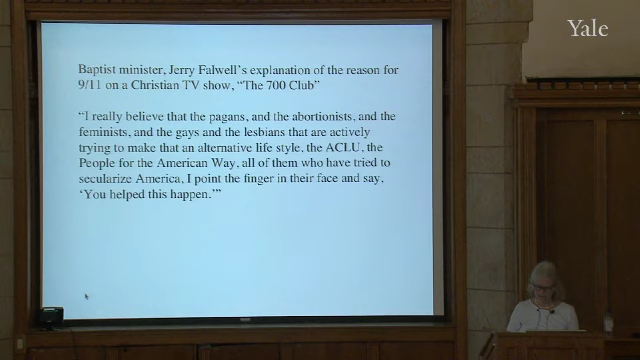 Yale
Baptist minister, Jerry Falwell's explanation of the reason for
9/11 on a Christian TV show, "The 700 Club"
"I really believe that the pagans, and the abortionists, and the
feminists, and the gays and the lesbians that are actively
trying to make that an alternative life style, the ACLU, the
People for the American Way, all of them who have tried to
secularize America, I point the finger in their face and say,
'You helped this happen.'"